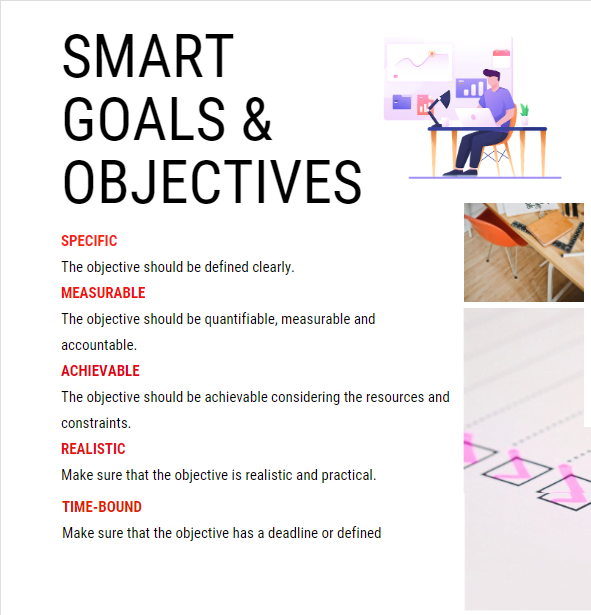 SMART
GOALS &
OBJECTIVES
SPECIFIC
The objective should be defined clearly.
MEASURABLE
The objective should be quantifiable, measurable and
accountable.
ACHIEVABLE
The objective should be achievable considering the resources and
constraints.
REALISTIC
Make sure that the objective is realistic and practical.
TIME-BOUND
Make sure that the objective has a deadline or defined